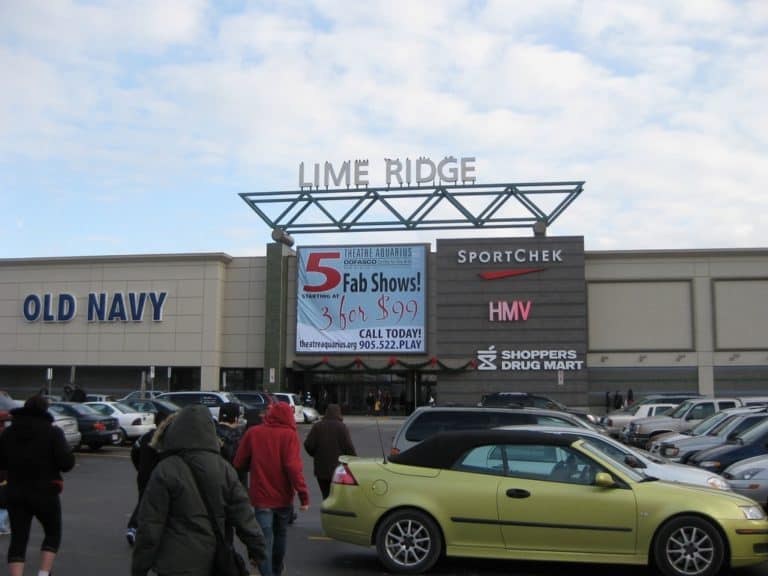 LIME RIDGE
OLD NAVY
5 THEATRE AQUARIUS
DOFASCO
Fab Shows!
STARTING AT
3 for $99
CALL TODAY!
theatreaquarius.org 905.522.PLAY
SPORTCHEK
HMV
SHOPPERS
DRUG MART